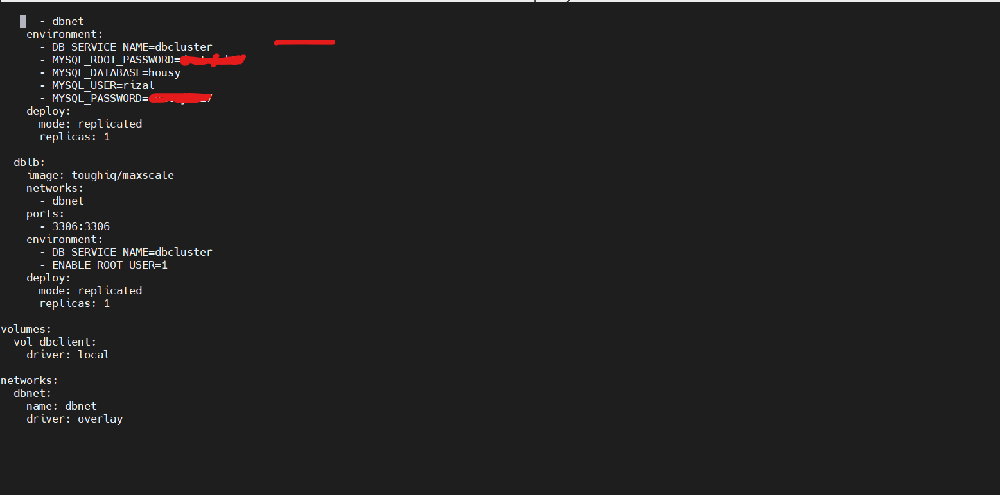 - dbnet
environment:
- DB_SERVICE_NAME=dbcluster
- MYSQL_ROOT_PASSWORD=
- MYSQL_DATABASE=housy
- MYSQL_USER=rizal
- MYSQL_PASSWORD=
deploy:
mode: replicated
replicas: 1
dblb:
image: toughiq/maxscale
networks:
- dbnet
ports:
- 3306:3306
environment:
- DB_SERVICE_NAME=dbcluster
- ENABLE_ROOT_USER=1
deploy:
mode: replicated
replicas: 1
volumes:
vol_dbclient:
driver: local
networks:
dbnet:
name: dbnet
driver: overlay